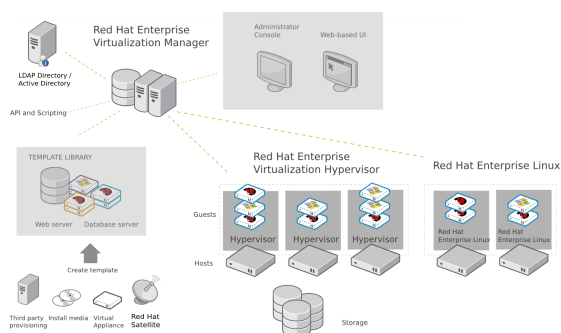 Red Hat Enterprise
Virtualization Manager
Administrator
Console
Web-based UI
LDAP Directory /
Active Directory
API and Scripting
TEMPLATE LIBRARY
Web server
Database server
Create template
Third party
provisioning
Install media
Virtual
Appliance
Red Hat
Satellite
Red Hat Enterprise
Virtualization Hypervisor
Red Hat Enterprise Linux
Guests
Hypervisor
Hypervisor
Hypervisor
Red Hat
Enterprise Linux
Red Hat
Enterprise Linux
Hosts
Storage